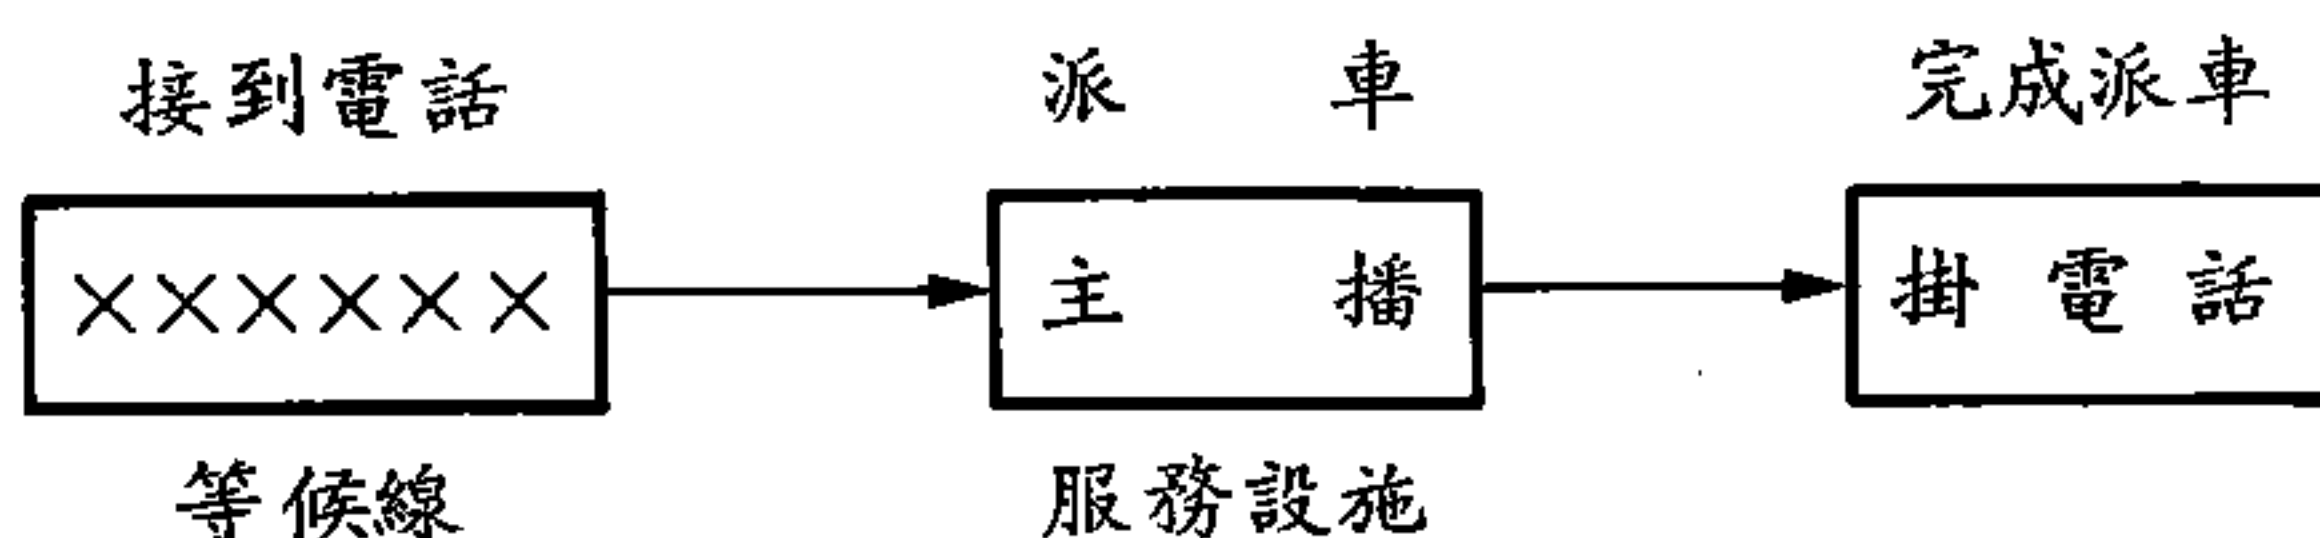 接到電話 派車 完成派車
×××××× 主播 掛電話
等候線 服務設施